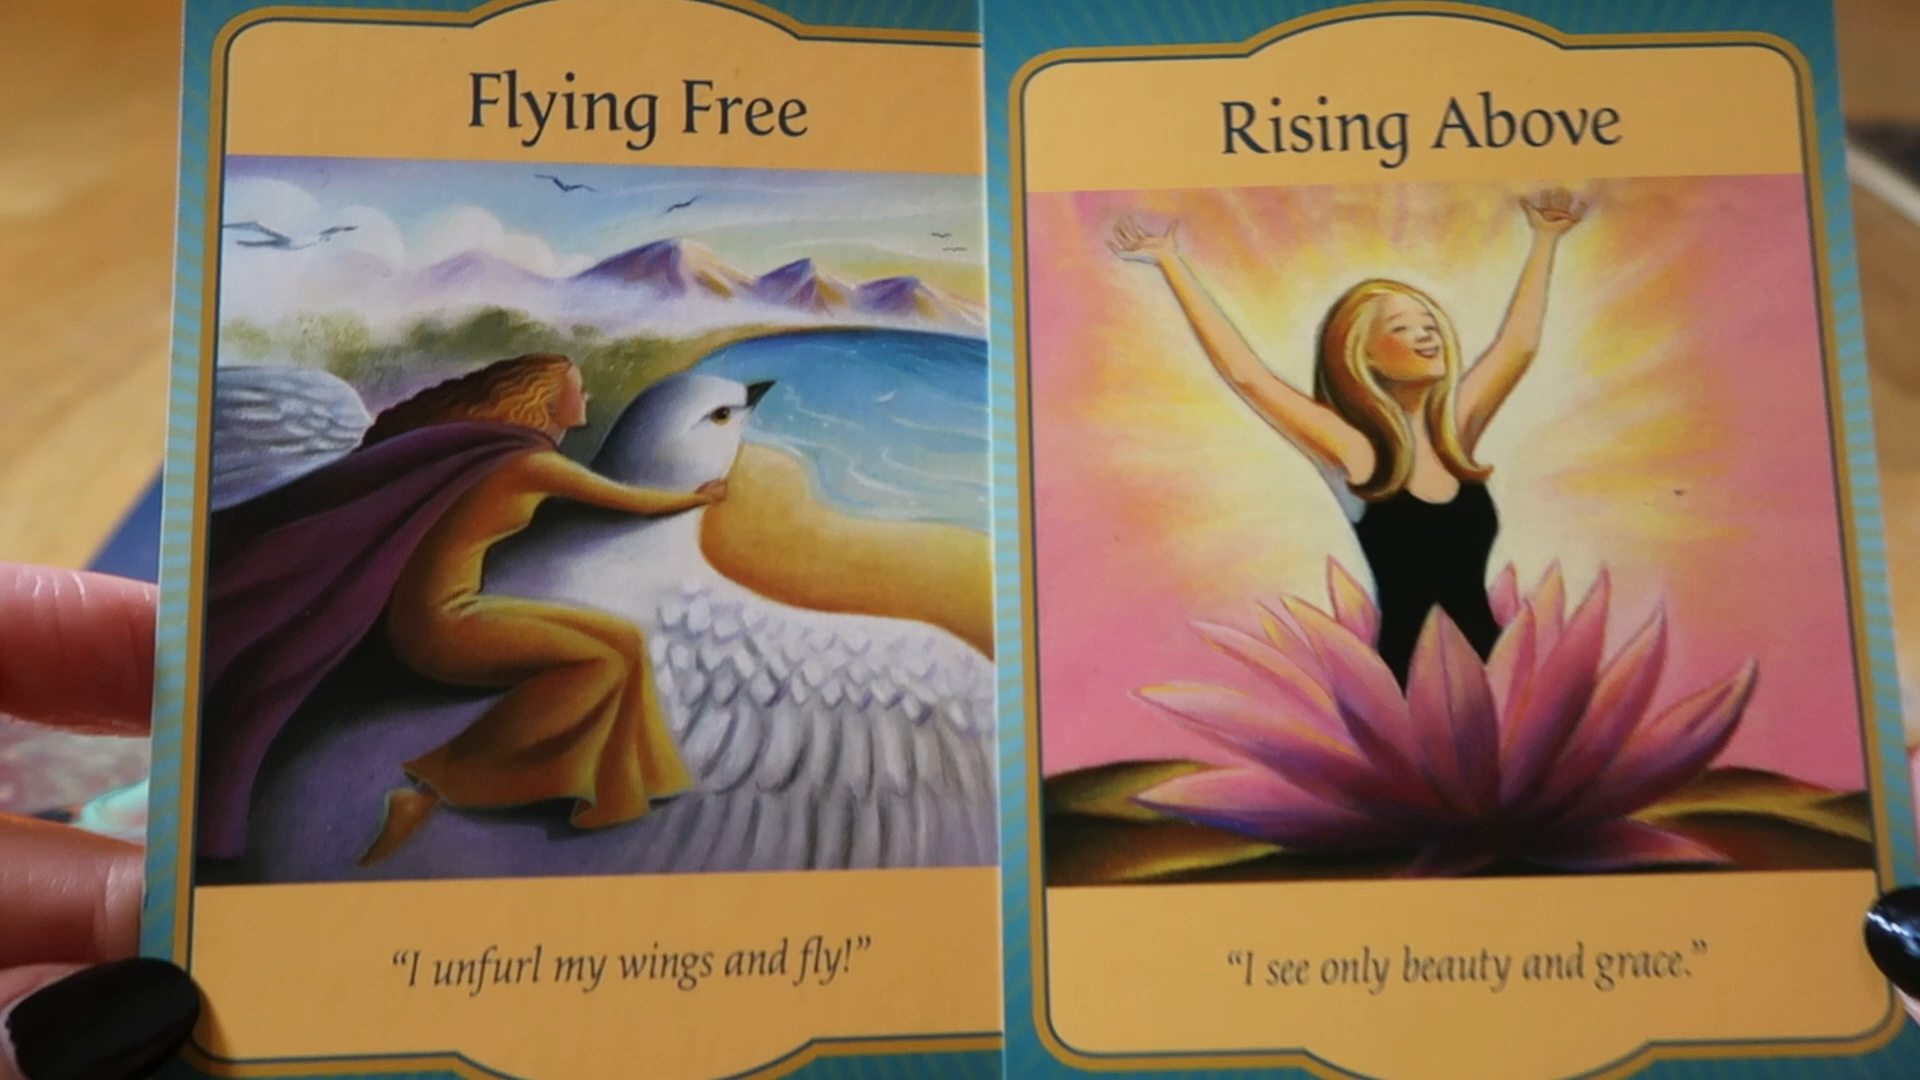 Flying Free
“I unfurl my wings and fly!”
Rising Above
“I see only beauty and grace.”